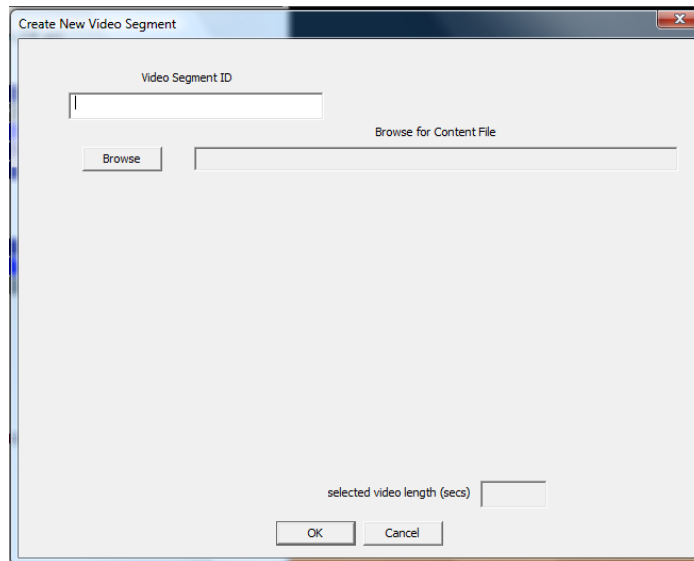 Create New Video Segment
Video Segment ID
Browse for Content File
Browse
selected video length (secs)
OK Cancel